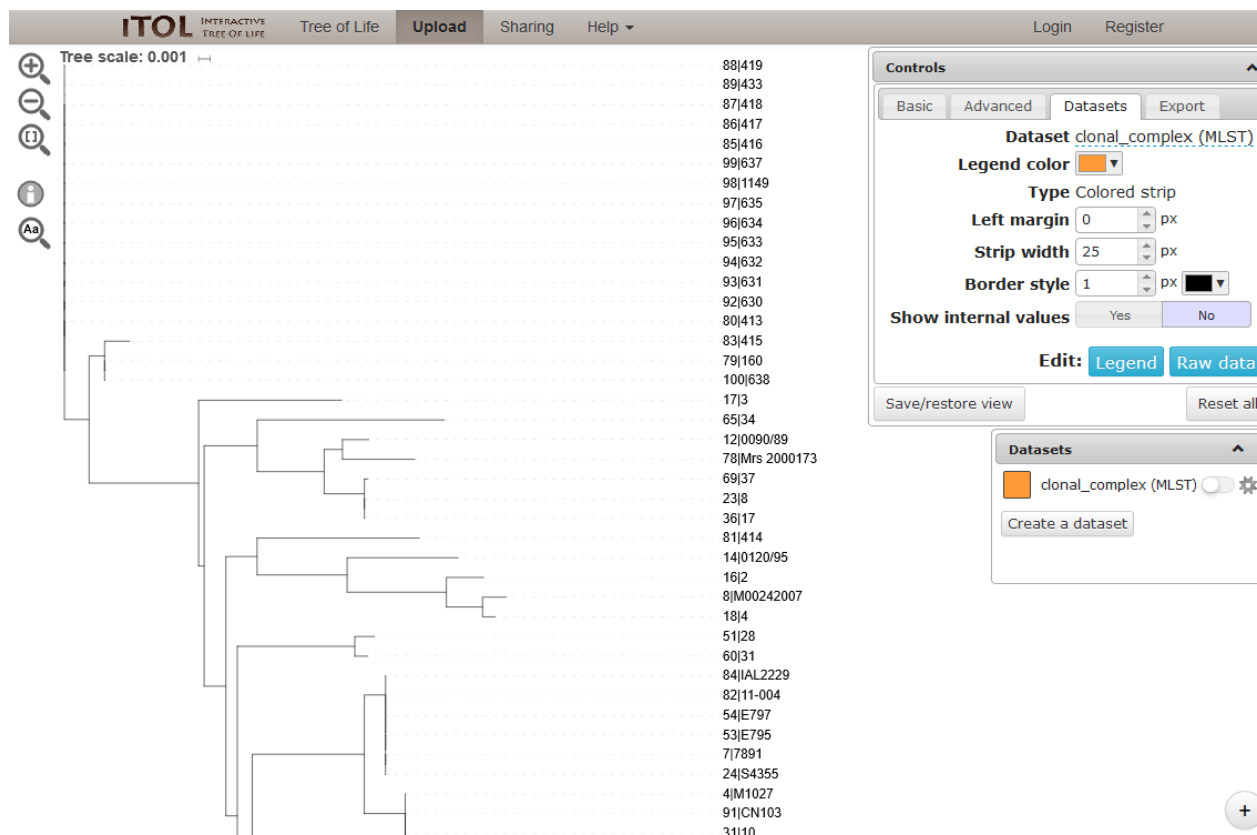 iTOL INTERACTIVE TREE OF LIFE Tree of Life Upload Sharing Help Login Register
Tree scale: 0.001
88|419
89|433
87|418
86|417
85|416
99|637
98|1149
97|635
96|634
95|633
94|632
93|631
92|630
80|413
83|415
79|160
100|638
17|3
65|34
12|0090/89
78|Mrs 2000173
69|37
23|8
36|17
81|414
14|0120/95
16|2
8|M00242007
18|4
51|28
60|31
84|IAL2229
82|11-004
54|E797
53|E795
7|7891
24|S4355
4|M1027
91|CN103
31|10
Controls
Basic Advanced Datasets Export
Dataset clonal_complex (MLST)
Legend color
Type Colored strip
Left margin 0 px
Strip width 25 px
Border style 1 px
Show internal values Yes No
Edit: Legend Raw data
Save/restore view Reset all
Datasets
clonal_complex (MLST)
Create a dataset
Aa